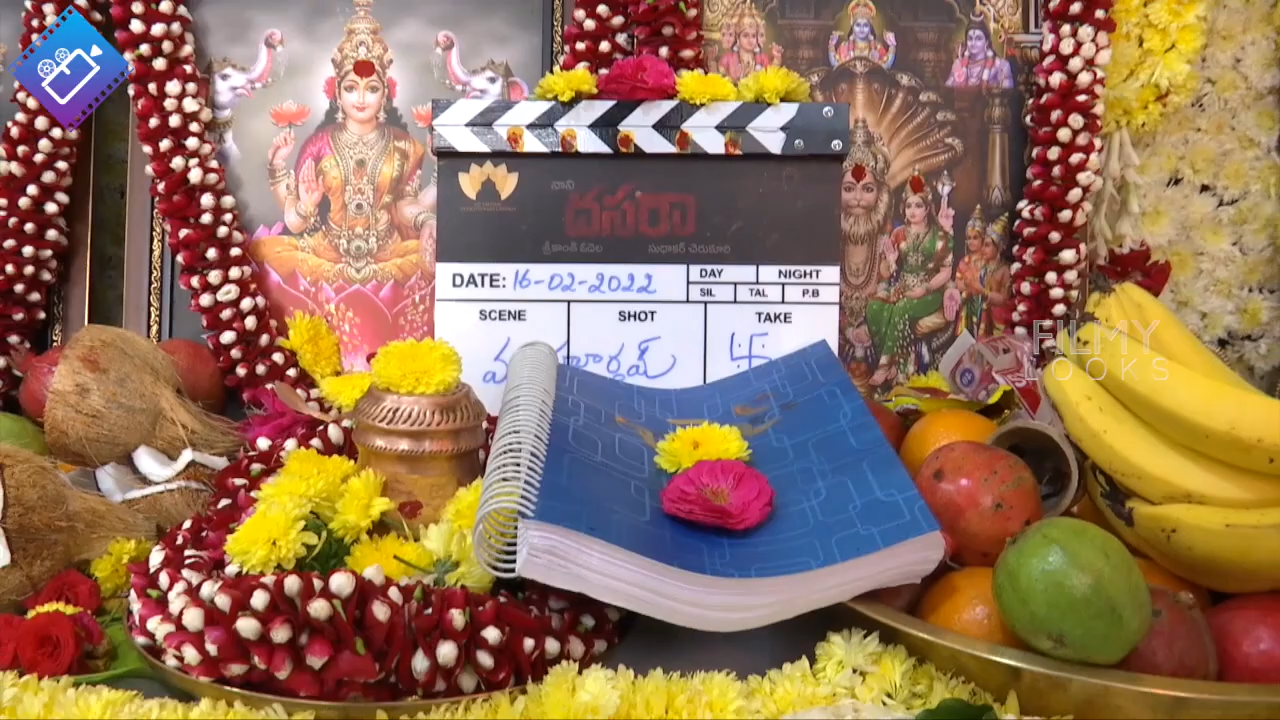 నాని
దసరా
శ్రీకాంత్ ఓదెల సుధాకర్ చెరుకూరి
DATE: 16-02-2022
DAY NIGHT
SIL TAL P.B
SCENE SHOT TAKE
FILMY
LOOKS